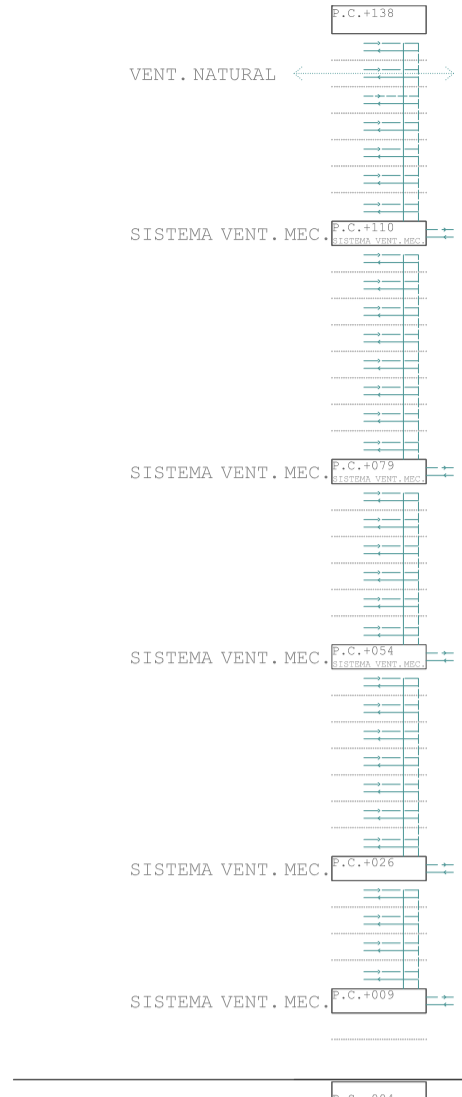 P.C.+138
VENT. NATURAL
SISTEMA VENT. MEC.
P.C.+110
SISTEMA VENT. MEC.
SISTEMA VENT. MEC.
P.C.+079
SISTEMA VENT. MEC.
SISTEMA VENT. MEC.
P.C.+054
SISTEMA VENT. MEC.
SISTEMA VENT. MEC.
P.C.+026
SISTEMA VENT. MEC.
P.C.+009